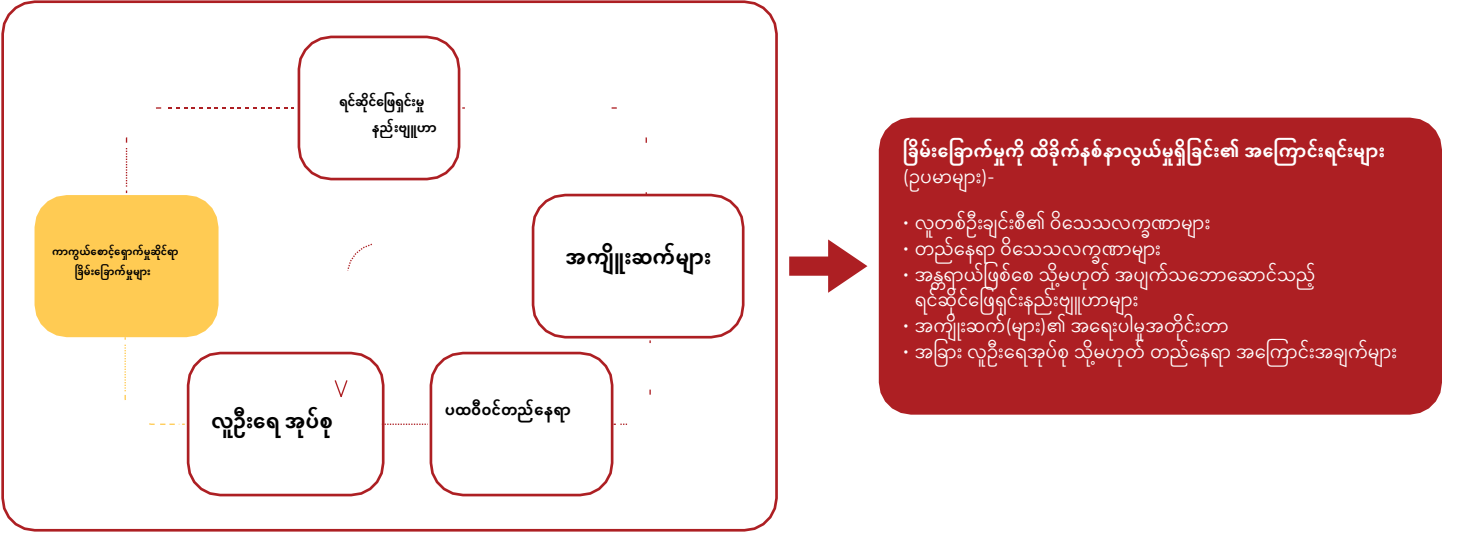 ရင်ဆိုင်ဖြေရှင်းမှု
နည်းဗျူဟာ
ကာကွယ်စောင့်ရှောက်မှုဆိုင်ရာ
ခြိမ်းခြောက်မှုများ
အကျိူးဆက်များ
လူဦးရေ အုပ်စု
ပထဝီဝင်တည်နေရာ
ခြိမ်းခြောက်မှုကို ထိခိုက်နစ်နာလွယ်မှုရှိခြင်း၏ အကြောင်းရင်းများ
(ဥပမာများ)-
• လူတစ်ဦးချင်းစီ၏ ဝိသေသလက္ခဏာများ
• တည်နေရာ ဝိသေသလက္ခဏာများ
• အန္တရာယ်ဖြစ်စေ သို့မဟုတ် အပျက်သဘောဆောင်သည့်
ရင်ဆိုင်ဖြေရှင်းနည်းဗျူဟာများ
• အကျိုးဆက်(များ)၏ အရေးပါမှုအတိုင်းတာ
• အခြား လူဦးရေအုပ်စု သို့မဟုတ် တည်နေရာ အကြောင်းအချက်များ